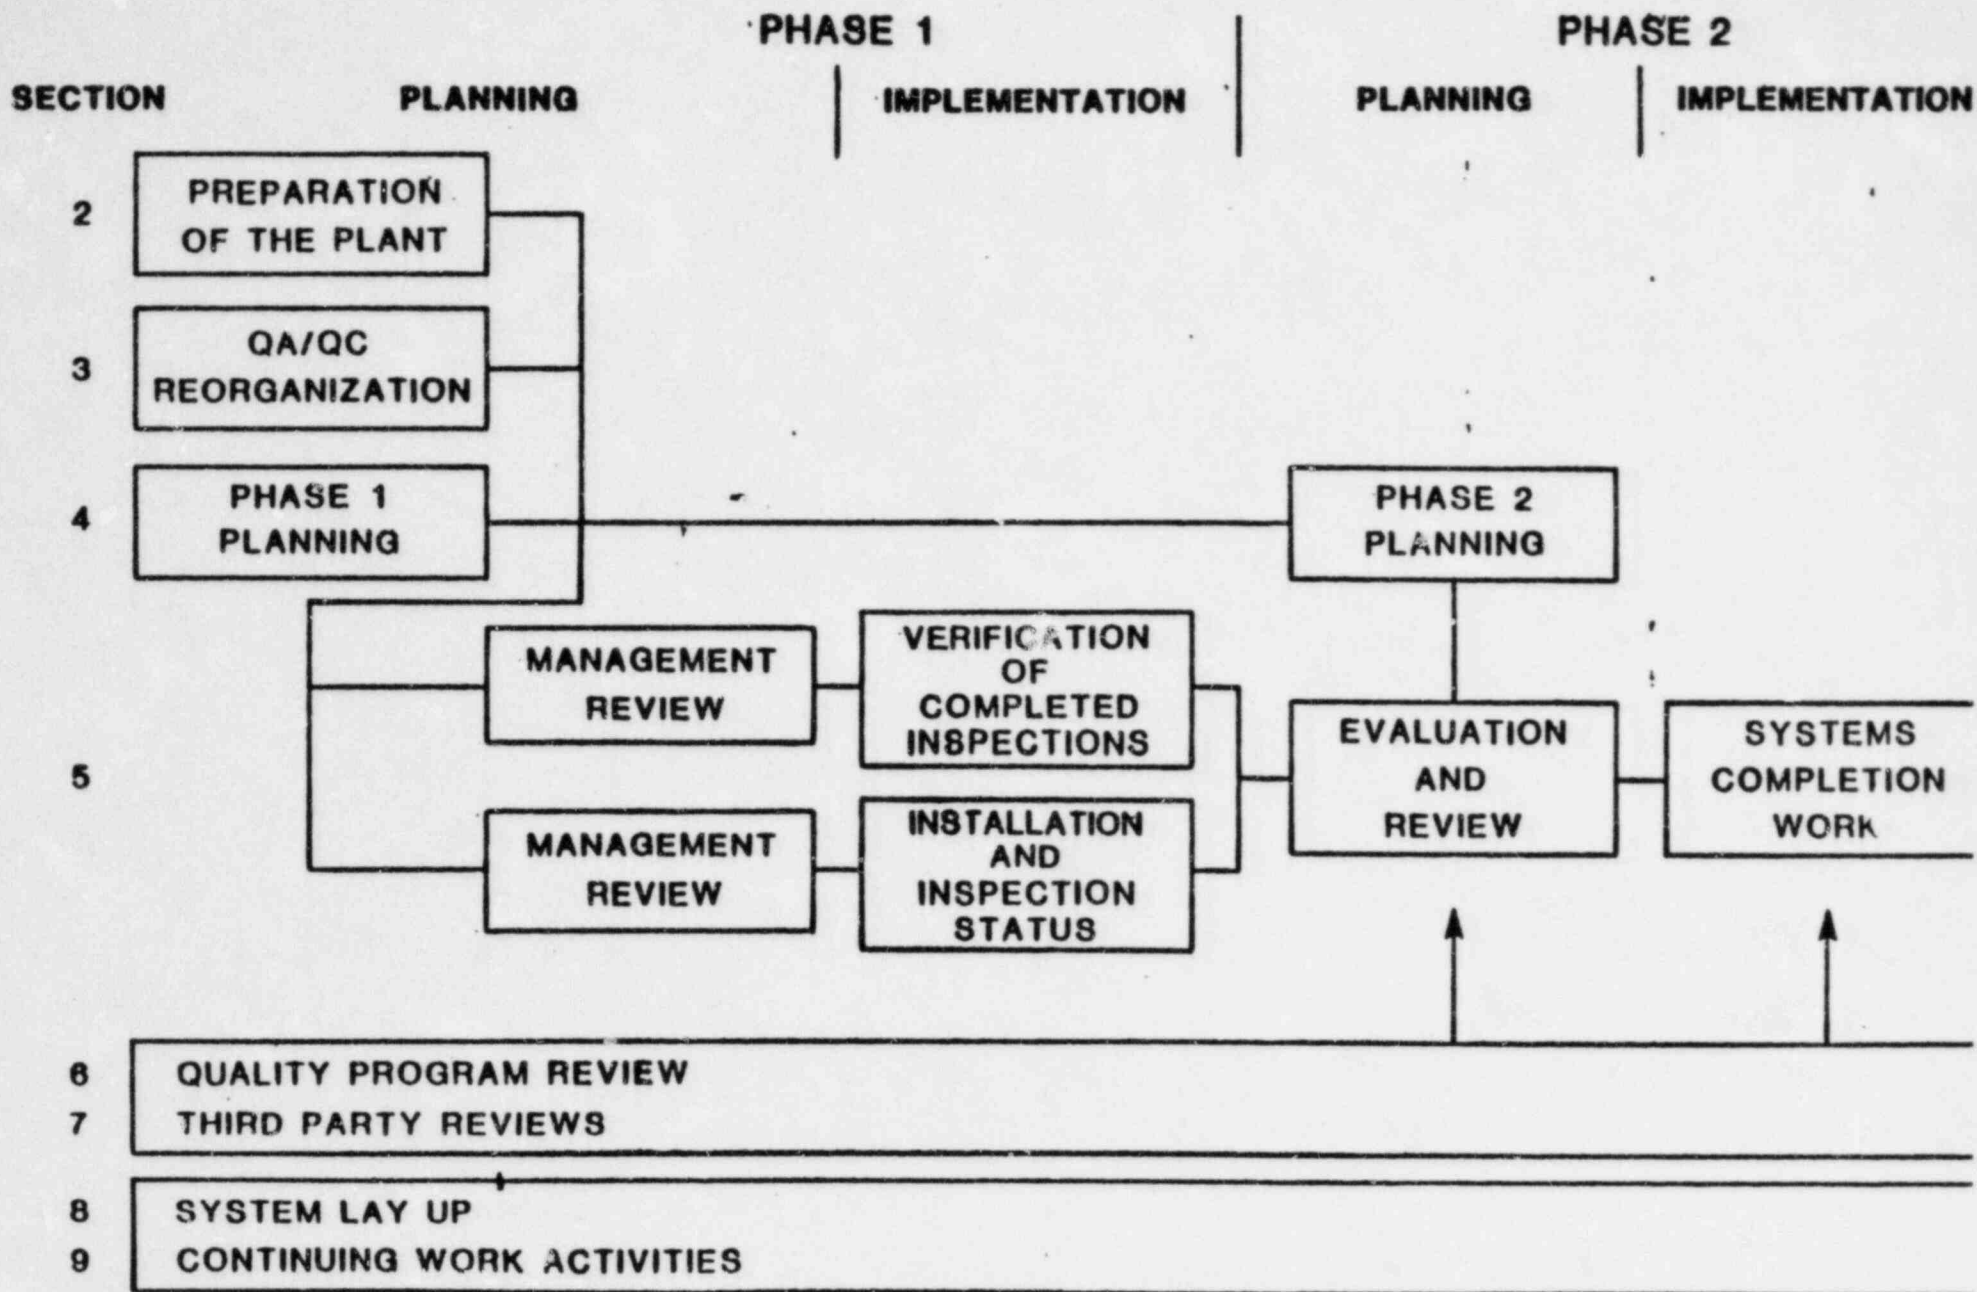 PHASE 1 PHASE 2
SECTION PLANNING IMPLEMENTATION PLANNING IMPLEMENTATION
2
PREPARATION
OF THE PLANT
3
QA/QC
REORGANIZATION
4
PHASE 1
PLANNING
PHASE 2
PLANNING
5
MANAGEMENT
REVIEW
VERIFICATION
OF
COMPLETED
INSPECTIONS
MANAGEMENT
REVIEW
INSTALLATION
AND
INSPECTION
STATUS
EVALUATION
AND
REVIEW
SYSTEMS
COMPLETION
WORK
6 QUALITY PROGRAM REVIEW
7 THIRD PARTY REVIEWS
8 SYSTEM LAY UP
9 CONTINUING WORK ACTIVITIES